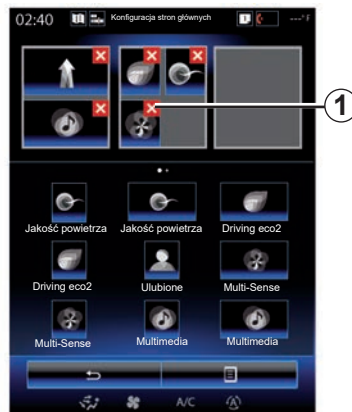 02:40 Konfiguracja stron głównych ---°F
1
Jakość powietrza Jakość powietrza Driving eco2
Driving eco2 Ulubione Multi-Sense
Multi-Sense Multimedia Multimedia
A/C